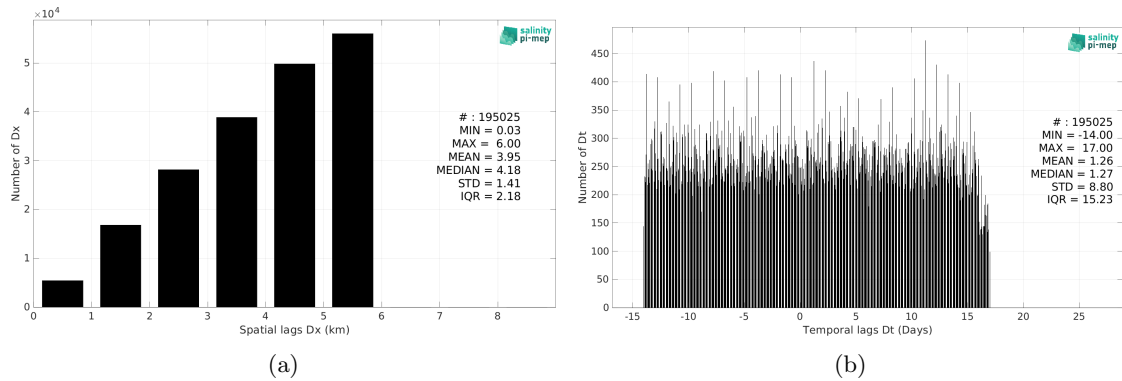 ×10⁴
6
5
4
3
2
1
0
0 1 2 3 4 5 6 7 8
Number of Dx
Spatial lags Dx (km)
salinity
pi-mep
# : 195025
MIN = 0.03
MAX = 6.00
MEAN = 3.95
MEDIAN = 4.18
STD = 1.41
IQR = 2.18
(a)
450
400
350
300
250
200
150
100
50
0
-15 -10 -5 0 5 10 15 20 25
Number of Dt
Temporal lags Dt (Days)
salinity
pi-mep
# : 195025
MIN = -14.00
MAX = 17.00
MEAN = 1.26
MEDIAN = 1.27
STD = 8.80
IQR = 15.23
(b)